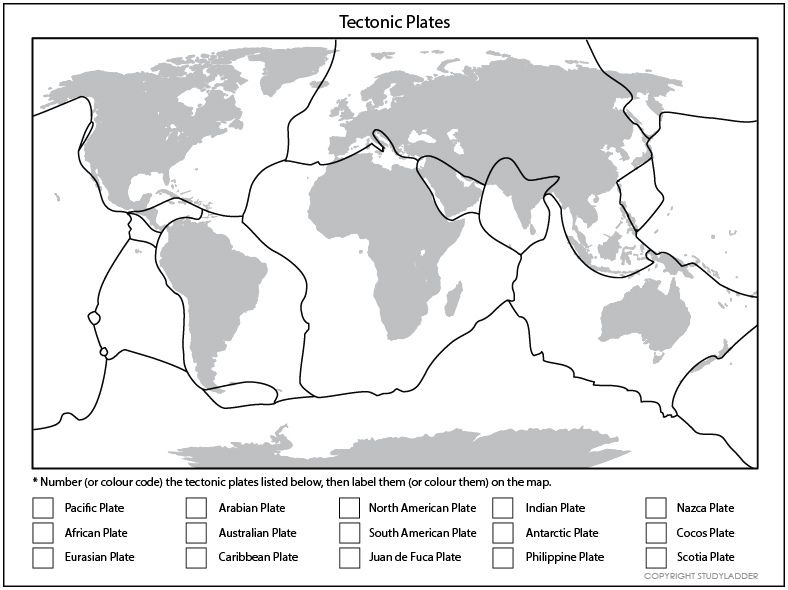 Tectonic Plates
* Number (or colour code) the tectonic plates listed below, then label them (or colour them) on the map.
Pacific Plate Arabian Plate North American Plate Indian Plate Nazca Plate
African Plate Australian Plate South American Plate Antarctic Plate Cocos Plate
Eurasian Plate Caribbean Plate Juan de Fuca Plate Philippine Plate Scotia Plate
COPYRIGHT STUDYLADDER